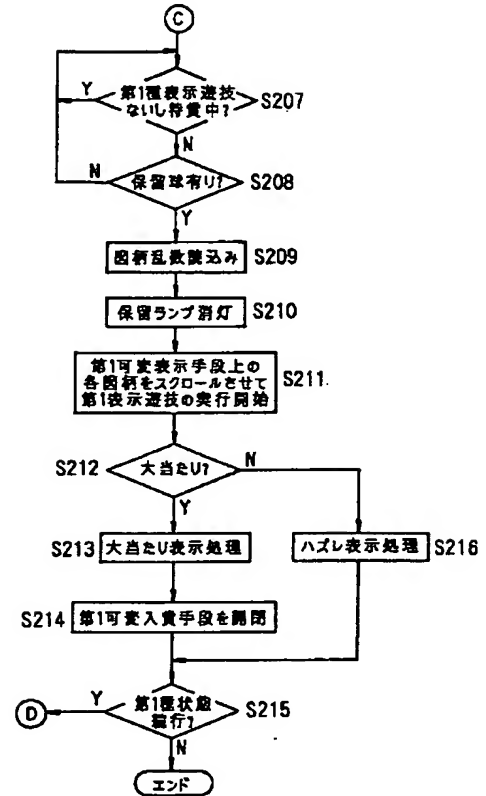 C
第1種表示遊技
ないし特賞中?
S207
Y
N
保留球有り?
S208
N
Y
図柄乱数読込み
S209
保留ランプ消灯
S210
第1可変表示手段上の
各図柄をスクロールさせて
第1表示遊技の実行開始
S211
S212
大当たり?
N
Y
S213
大当たり表示処理
ハズレ表示処理
S216
S214
第1可変入賞手段を開閉
D
Y
第1種状態
S215
N
エンド